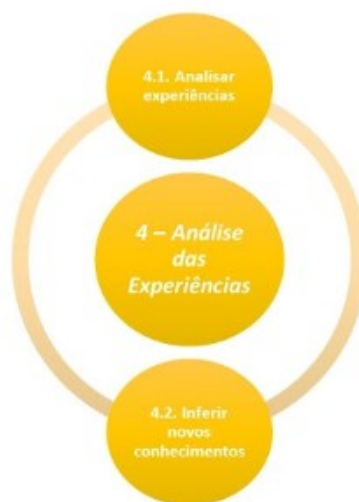 4.1. Analisar
experiências
4 – Análise
das
Experiências
4.2. Inferir
novos
conhecimentos